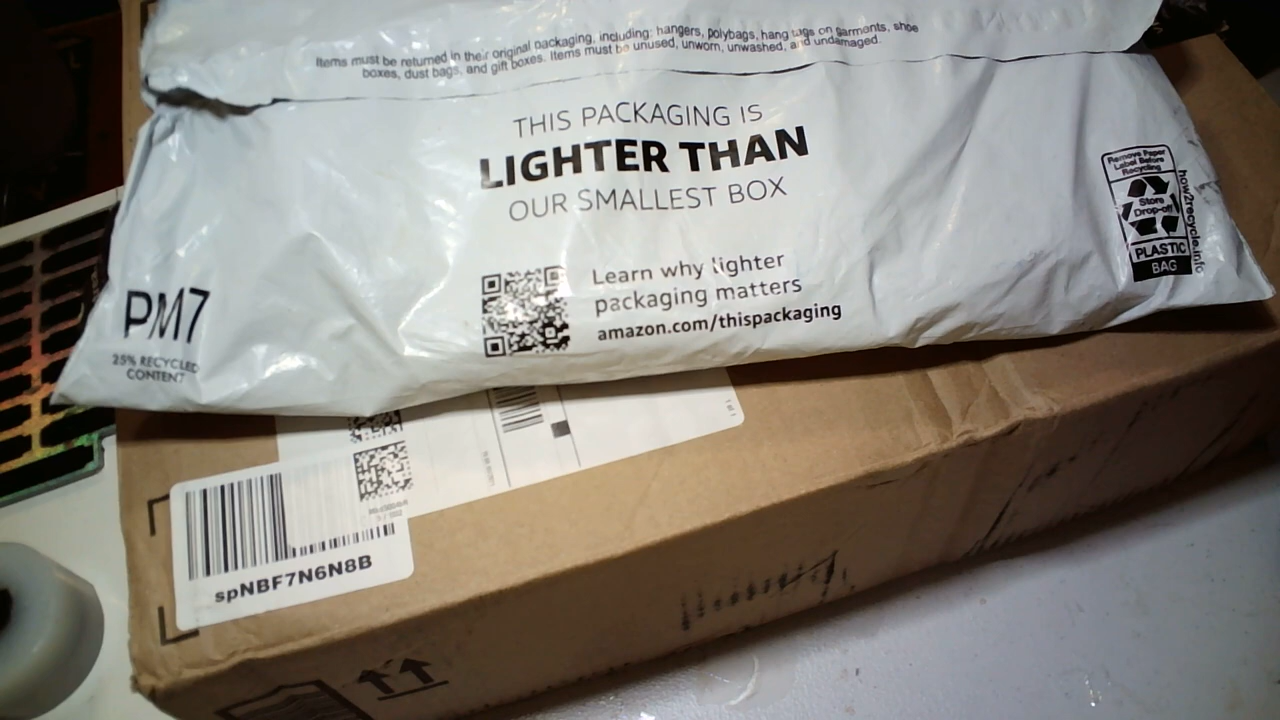 Items must be returned in their original packaging, including: hangers, polybags, hang tags on garments, shoe
boxes, dust bags, and gift boxes. Items must be unused, unworn, unwashed, and undamaged.
THIS PACKAGING IS
LIGHTER THAN
OUR SMALLEST BOX
Learn why lighter
packaging matters
amazon.com/thispackaging
PM7
25% RECYCLED
CONTENT
Remove Paper
Label Before
Recycling
Store
Drop-off
PLASTIC
BAG
how2recycle.info
spNBF7N6N8B